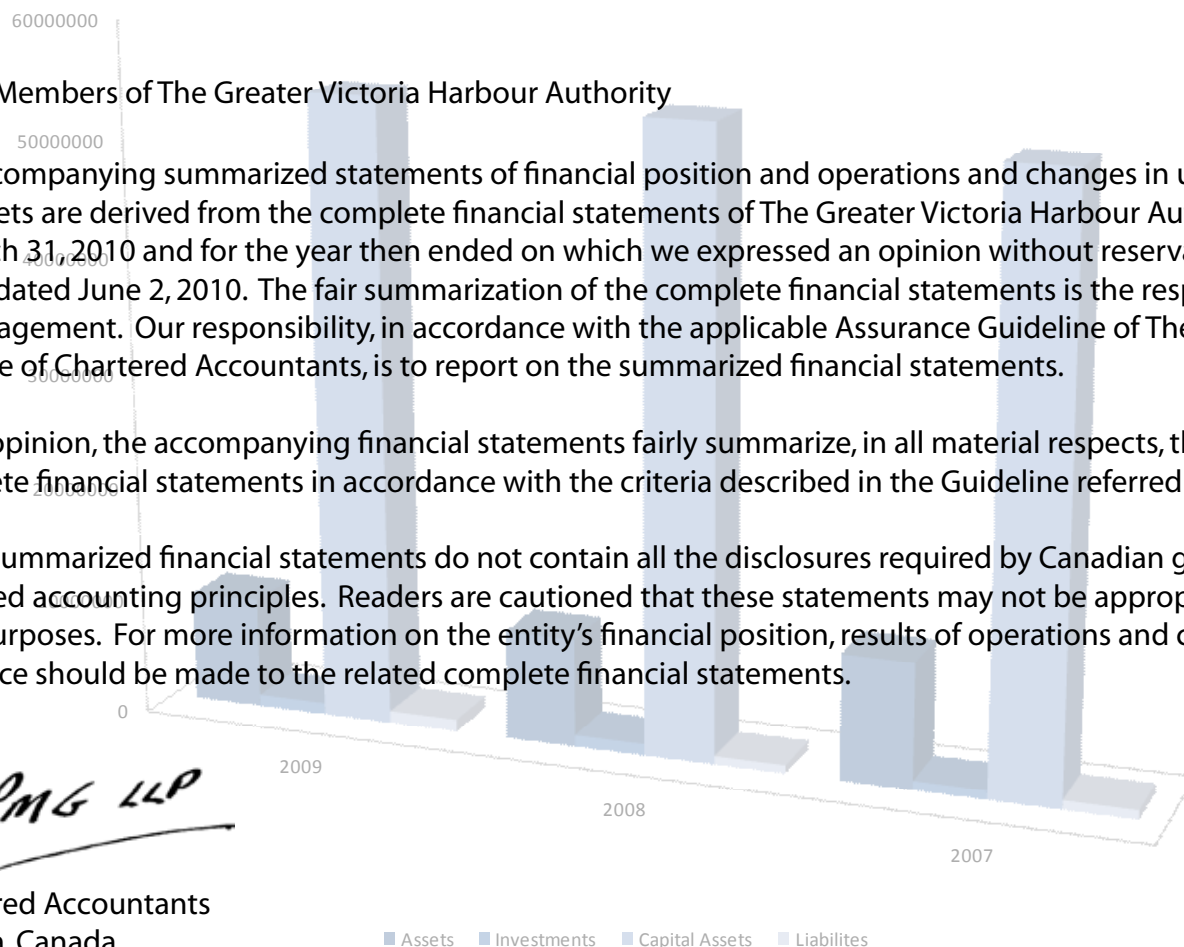 60000000
Members of The Greater Victoria Harbour Authority
50000000
companying summarized statements of financial position and operations and changes in u
ets are derived from the complete financial statements of The Greater Victoria Harbour Au
ch 31, 2010 and for the year then ended on which we expressed an opinion without reserva
40000000
dated June 2, 2010. The fair summarization of the complete financial statements is the resp
agement. Our responsibility, in accordance with the applicable Assurance Guideline of The
e of Chartered Accountants, is to report on the summarized financial statements.
30000000
opinion, the accompanying financial statements fairly summarize, in all material respects, th
ete financial statements in accordance with the criteria described in the Guideline referred
20000000
summarized financial statements do not contain all the disclosures required by Canadian g
ed accounting principles. Readers are cautioned that these statements may not be approp
10000000
urposes. For more information on the entity's financial position, results of operations and c
ce should be made to the related complete financial statements.
0
2009
2008
2007
PMG LLP
red Accountants
Canada
Assets Investments Capital Assets Liabilites